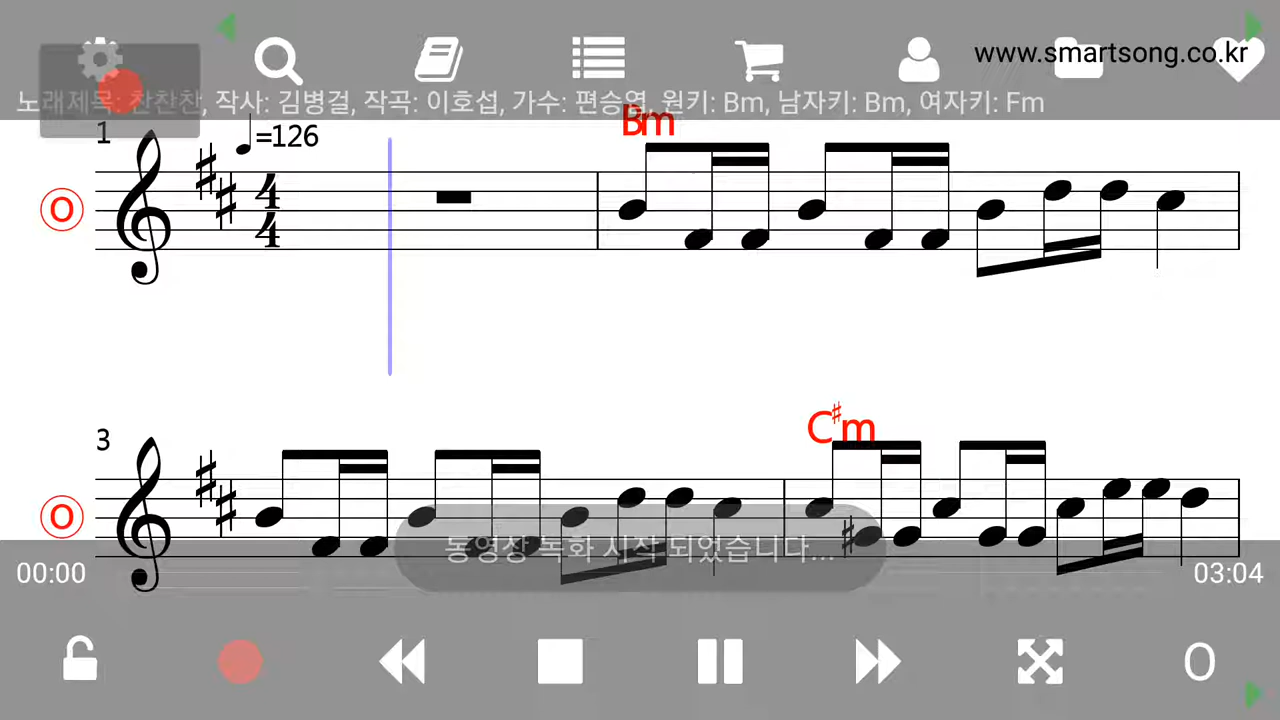 www.smartsong.co.kr
노래제목: 찬찬찬, 작사: 김병걸, 작곡: 이호섭, 가수: 편승엽, 원키: Bm, 남자키: Bm, 여자키: Fm
1
=126
Bm
O
4
4
3
C♯m
O
동영상 녹화 시작 되었습니다...
00:00
03:04
O